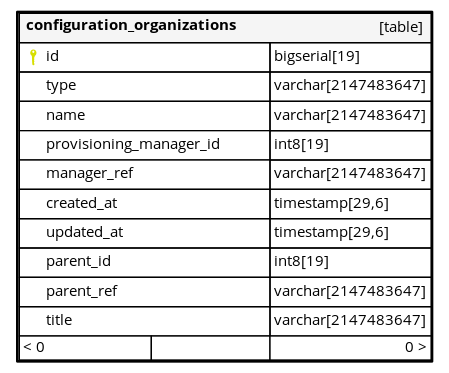 configuration_organizations [table]
id bigserial[19]
type varchar[2147483647]
name varchar[2147483647]
provisioning_manager_id int8[19]
manager_ref varchar[2147483647]
created_at timestamp[29,6]
updated_at timestamp[29,6]
parent_id int8[19]
parent_ref varchar[2147483647]
title varchar[2147483647]
< 0 0 >